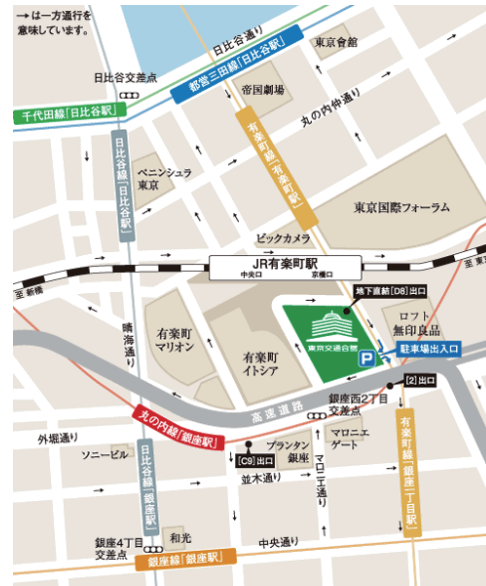 →は一方通行を
意味しています。
日比谷通り
都営三田線「日比谷駅」
東京會舘
日比谷交差点
千代田線「日比谷駅」
帝国劇場
丸の内仲通り
日比谷線「日比谷駅」
ペニンシュラ
東京
有楽町線「有楽町駅」
東京国際フォーラム
ビックカメラ
JR有楽町駅
中央口
京橋口
至 新橋
至 東
地下直結[D8]出口
晴海通り
有楽町
マリオン
有楽町
イトシア
東京交通会館
ロフト
無印良品
P
駐車場出入口
高速道路
[2]出口
丸の内線「銀座駅」
銀座西2丁目
交差点
外堀通り
ソニービル
[C9]出口
プランタン
銀座
マロニエ
ゲート
並木通り
マロニエ通り
有楽町線「銀座一丁目駅」
日比谷線「銀座駅」
銀座4丁目
交差点
和光
中央通り
銀座線「銀座駅」